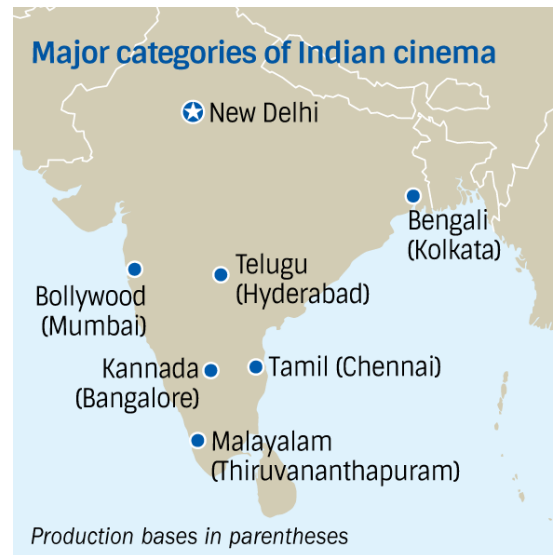 Major categories of Indian cinema
New Delhi
Bengali
(Kolkata)
Telugu
(Hyderabad)
Bollywood
(Mumbai)
Kannada
(Bangalore)
Tamil (Chennai)
Malayalam
(Thiruvananthapuram)
Production bases in parentheses